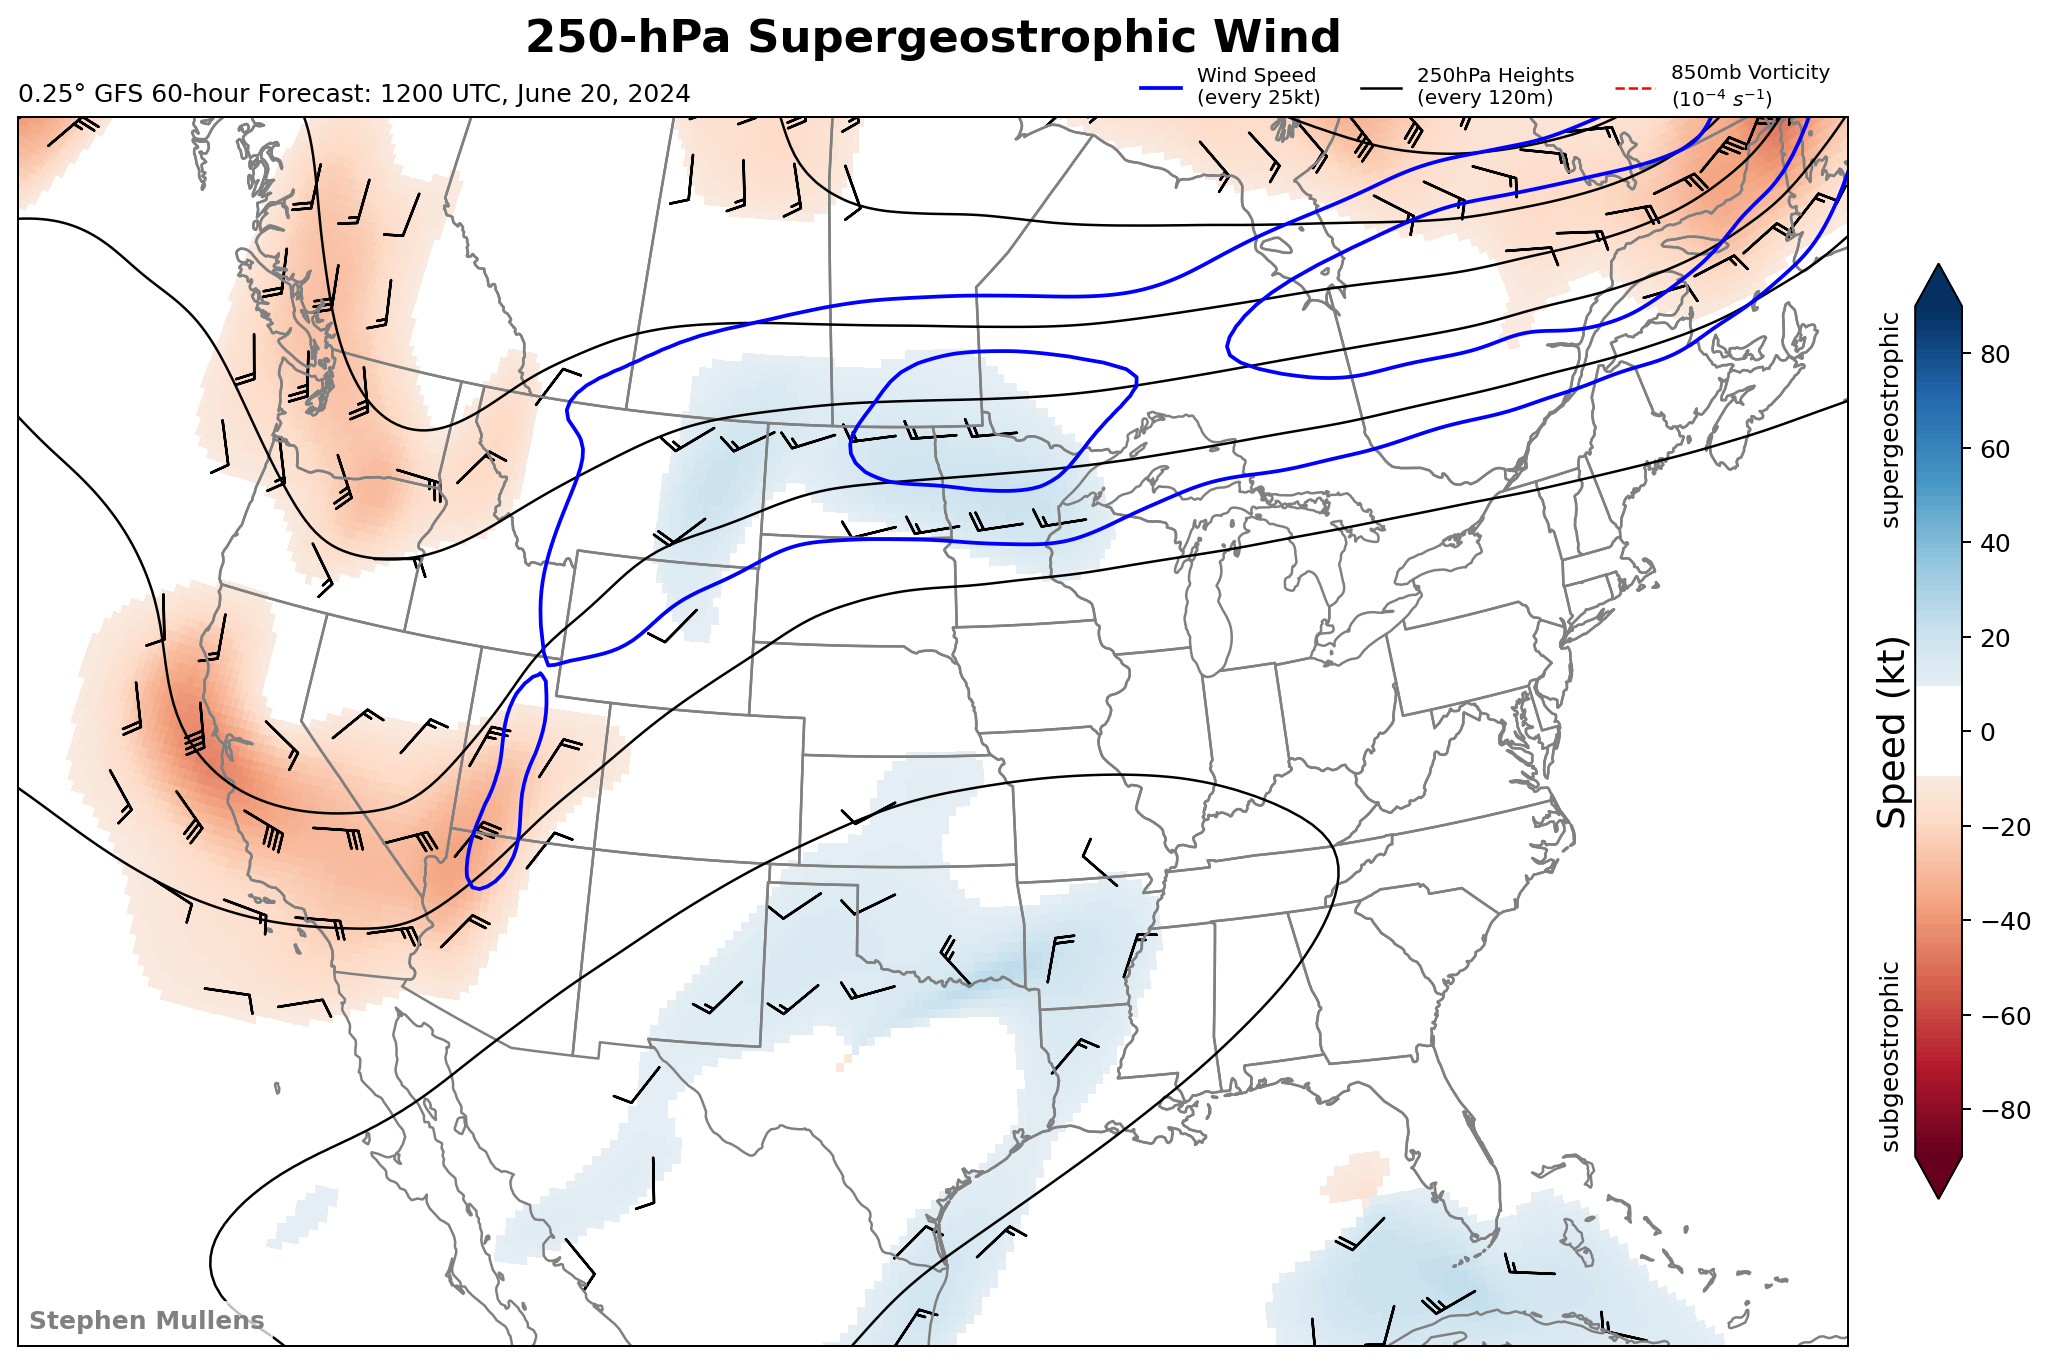 250-hPa Supergeostrophic Wind
0.25° GFS 60-hour Forecast: 1200 UTC, June 20, 2024
Wind Speed
(every 25kt)
250hPa Heights
(every 120m)
850mb Vorticity
(10⁻⁴ s⁻¹)
supergeostrophic
Speed (kt)
subgeostrophic
80
60
40
20
0
−20
−40
−60
−80
Stephen Mullens